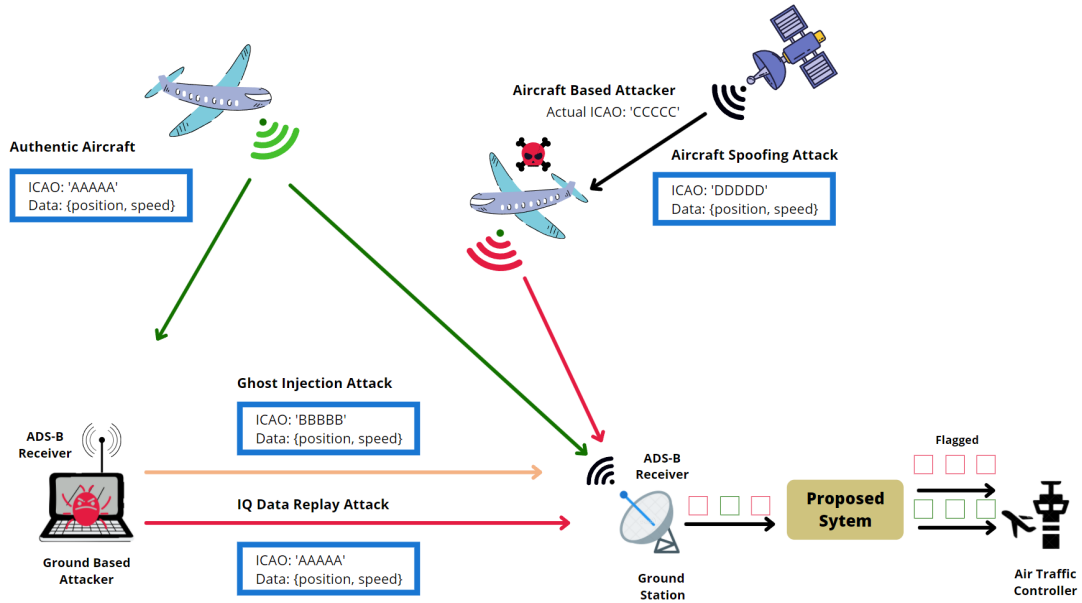 Aircraft Based Attacker
Actual ICAO: 'CCCCC'
Authentic Aircraft
ICAO: 'AAAAA'
Data: {position, speed}
Aircraft Spoofing Attack
ICAO: 'DDDDD'
Data: {position, speed}
Ghost Injection Attack
ICAO: 'BBBBB'
Data: {position, speed}
ADS-B
Receiver
Ground Based
Attacker
IQ Data Replay Attack
ICAO: 'AAAAA'
Data: {position, speed}
ADS-B
Receiver
Ground
Station
Proposed
Sytem
Flagged
Air Traffic
Controller